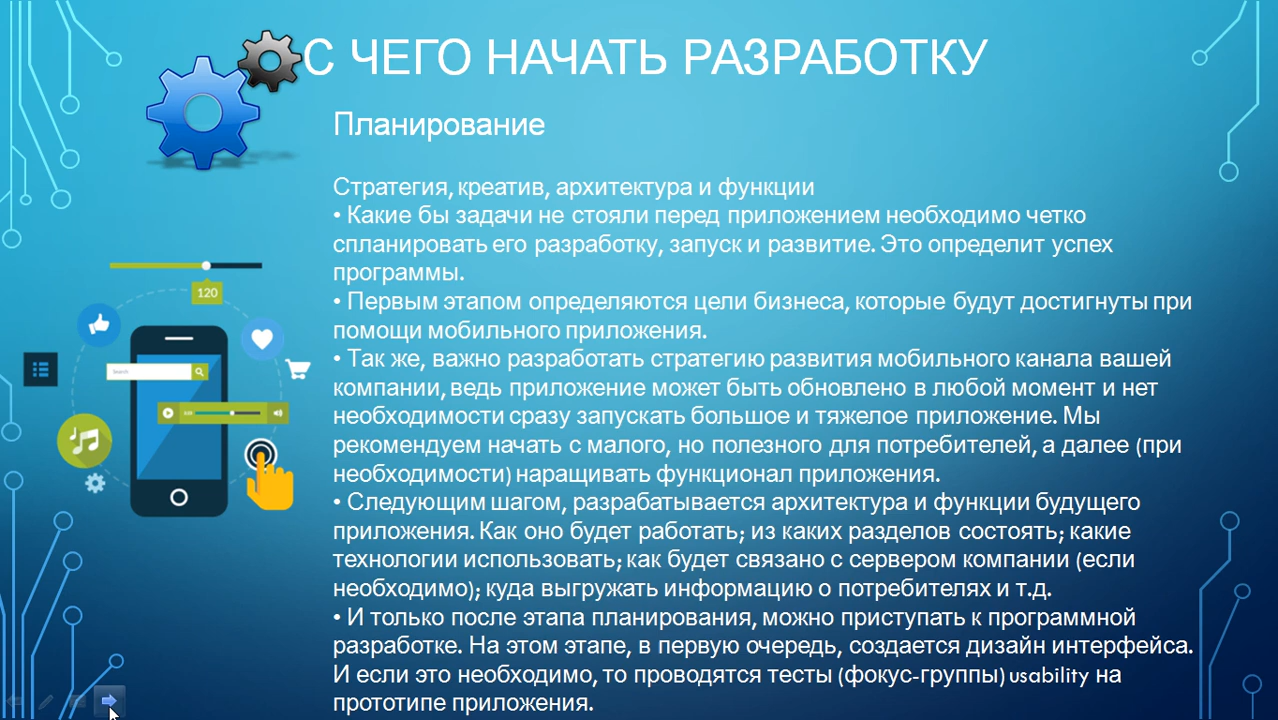 С ЧЕГО НАЧАТЬ РАЗРАБОТКУ
Планирование
Стратегия, креатив, архитектура и функции
• Какие бы задачи не стояли перед приложением необходимо четко
спланировать его разработку, запуск и развитие. Это определит успех
программы.
• Первым этапом определяются цели бизнеса, которые будут достигнуты при
помощи мобильного приложения.
• Так же, важно разработать стратегию развития мобильного канала вашей
компании, ведь приложение может быть обновлено в любой момент и нет
необходимости сразу запускать большое и тяжелое приложение. Мы
рекомендуем начать с малого, но полезного для потребителей, а далее (при
необходимости) наращивать функционал приложения.
• Следующим шагом, разрабатывается архитектура и функции будущего
приложения. Как оно будет работать; из каких разделов состоять; какие
технологии использовать; как будет связано с сервером компании (если
необходимо); куда выгружать информацию о потребителях и т.д.
• И только после этапа планирования, можно приступать к программной
разработке. На этом этапе, в первую очередь, создается дизайн интерфейса.
И если это необходимо, то проводятся тесты (фокус-группы) usability на
прототипе приложения.
120
Search